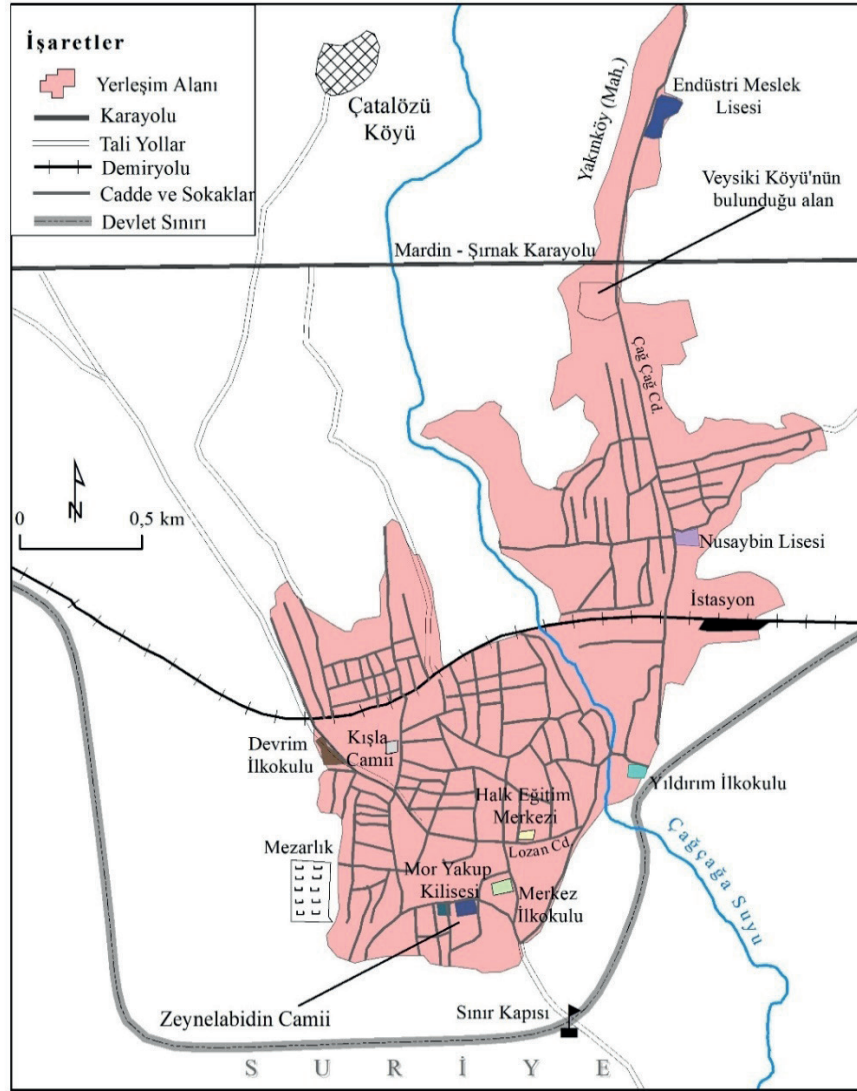 İşaretler
Yerleşim Alanı
Karayolu
Tali Yollar
Demiryolu
Cadde ve Sokaklar
Devlet Sınırı
Çatalözü
Köyü
Yakınköy (Mah.)
Endüstri Meslek
Lisesi
Veysiki Köyü'nün
bulunduğu alan
Mardin - Şırnak Karayolu
Çağ Çağ Cd.
N
0
0,5 km
Nusaybin Lisesi
İstasyon
Devrim
İlkokulu
Kışla
Camii
Yıldırım İlkokulu
Halk Eğitim
Merkezi
Lozan Cd.
Mezarlık
Mor Yakup
Kilisesi
Merkez
İlkokulu
Çağçağa Suyu
Zeynelabidin Camii
Sınır Kapısı
SURİYE